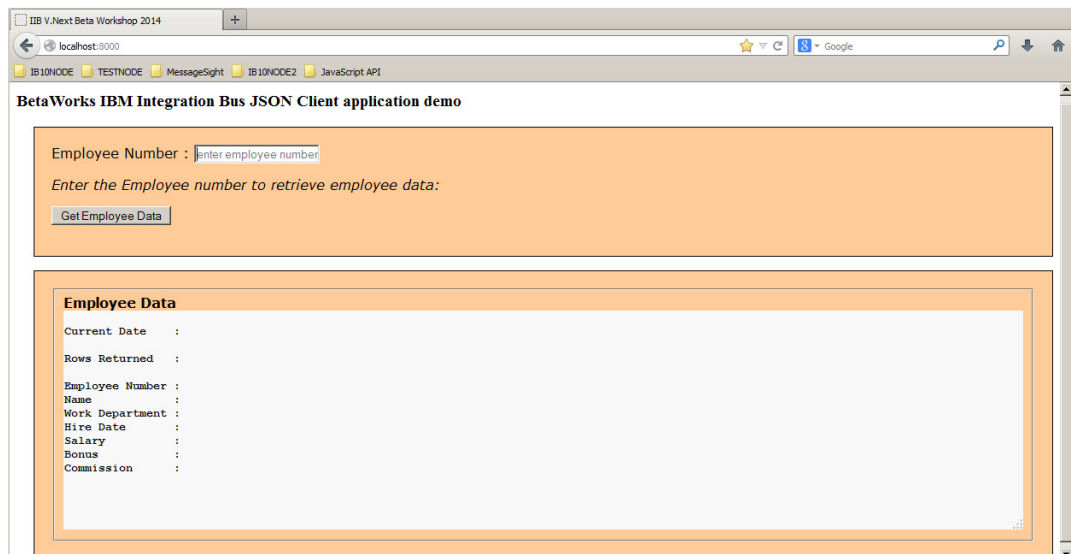 IIB V.Next Beta Workshop 2014
localhost:8000
Google
IB10NODE TESTNODE MessageSight IB10NODE2 JavaScript API
BetaWorks IBM Integration Bus JSON Client application demo
Employee Number : enter employee number
Enter the Employee number to retrieve employee data:
Get Employee Data
Employee Data
Current Date :
Rows Returned :
Employee Number :
Name :
Work Department :
Hire Date :
Salary :
Bonus :
Commission :